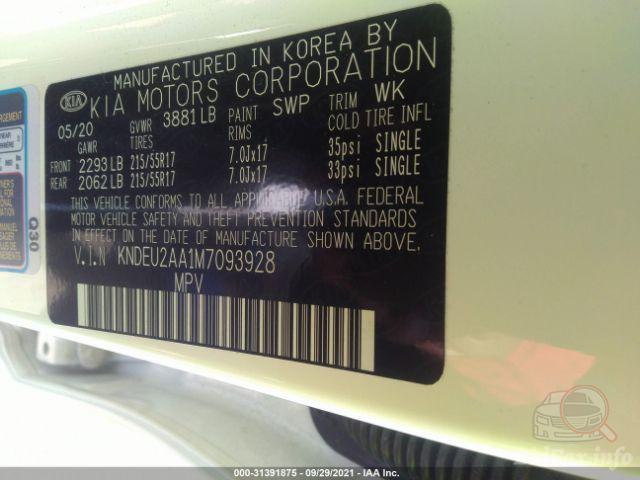 MANUFACTURED IN KOREA BY
KIA KIA MOTORS CORPORATION
05/20 GVWR 3881 LB PAINT SWP TRIM WK
GAWR TIRES RIMS COLD TIRE INFL
FRONT 2293 LB 215/55R17 7.0Jx17 35psi SINGLE
REAR 2062 LB 215/55R17 7.0Jx17 33psi SINGLE
THIS VEHICLE CONFORMS TO ALL APPLICABLE U.S.A. FEDERAL
MOTOR VEHICLE SAFETY AND THEFT PREVENTION STANDARDS
IN EFFECT ON THE DATE OF MANUFACTURE SHOWN ABOVE.
V.I.N KNDEU2AA1M7093928
MPV
Q30
000-31391875 - 09/29/2021 - IAA Inc.